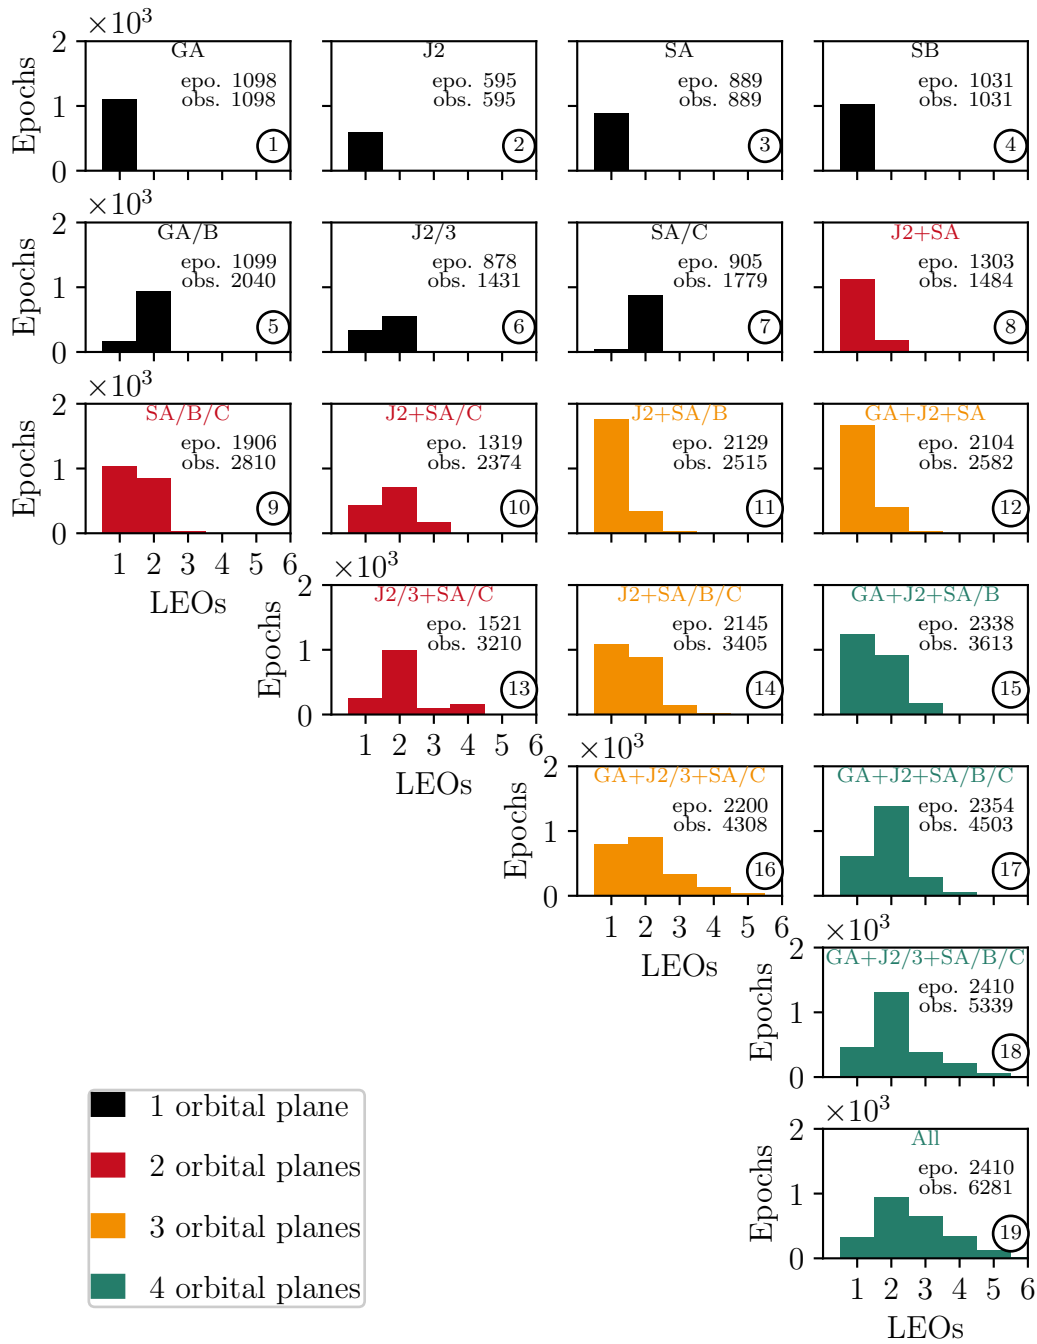 ×10³
GA
epo. 1098
obs. 1098
1
J2
epo. 595
obs. 595
2
SA
epo. 889
obs. 889
3
SB
epo. 1031
obs. 1031
4
Epochs
2
1
0
×10³
GA/B
epo. 1099
obs. 2040
5
J2/3
epo. 878
obs. 1431
6
SA/C
epo. 905
obs. 1779
7
J2+SA
epo. 1303
obs. 1484
8
Epochs
2
1
0
×10³
SA/B/C
epo. 1906
obs. 2810
9
J2+SA/C
epo. 1319
obs. 2374
10
J2+SA/B
epo. 2129
obs. 2515
11
GA+J2+SA
epo. 2104
obs. 2582
12
Epochs
2
1
0
1 2 3 4 5 6
LEOs
×10³
J2/3+SA/C
epo. 1521
obs. 3210
13
J2+SA/B/C
epo. 2145
obs. 3405
14
GA+J2+SA/B
epo. 2338
obs. 3613
15
Epochs
2
1
0
1 2 3 4 5 6
LEOs
×10³
GA+J2/3+SA/C
epo. 2200
obs. 4308
16
GA+J2+SA/B/C
epo. 2354
obs. 4503
17
Epochs
2
1
0
1 2 3 4 5 6
LEOs
×10³
GA+J2/3+SA/B/C
epo. 2410
obs. 5339
18
Epochs
2
1
0
×10³
All
epo. 2410
obs. 6281
19
Epochs
2
1
0
1 2 3 4 5 6
LEOs
1 orbital plane
2 orbital planes
3 orbital planes
4 orbital planes